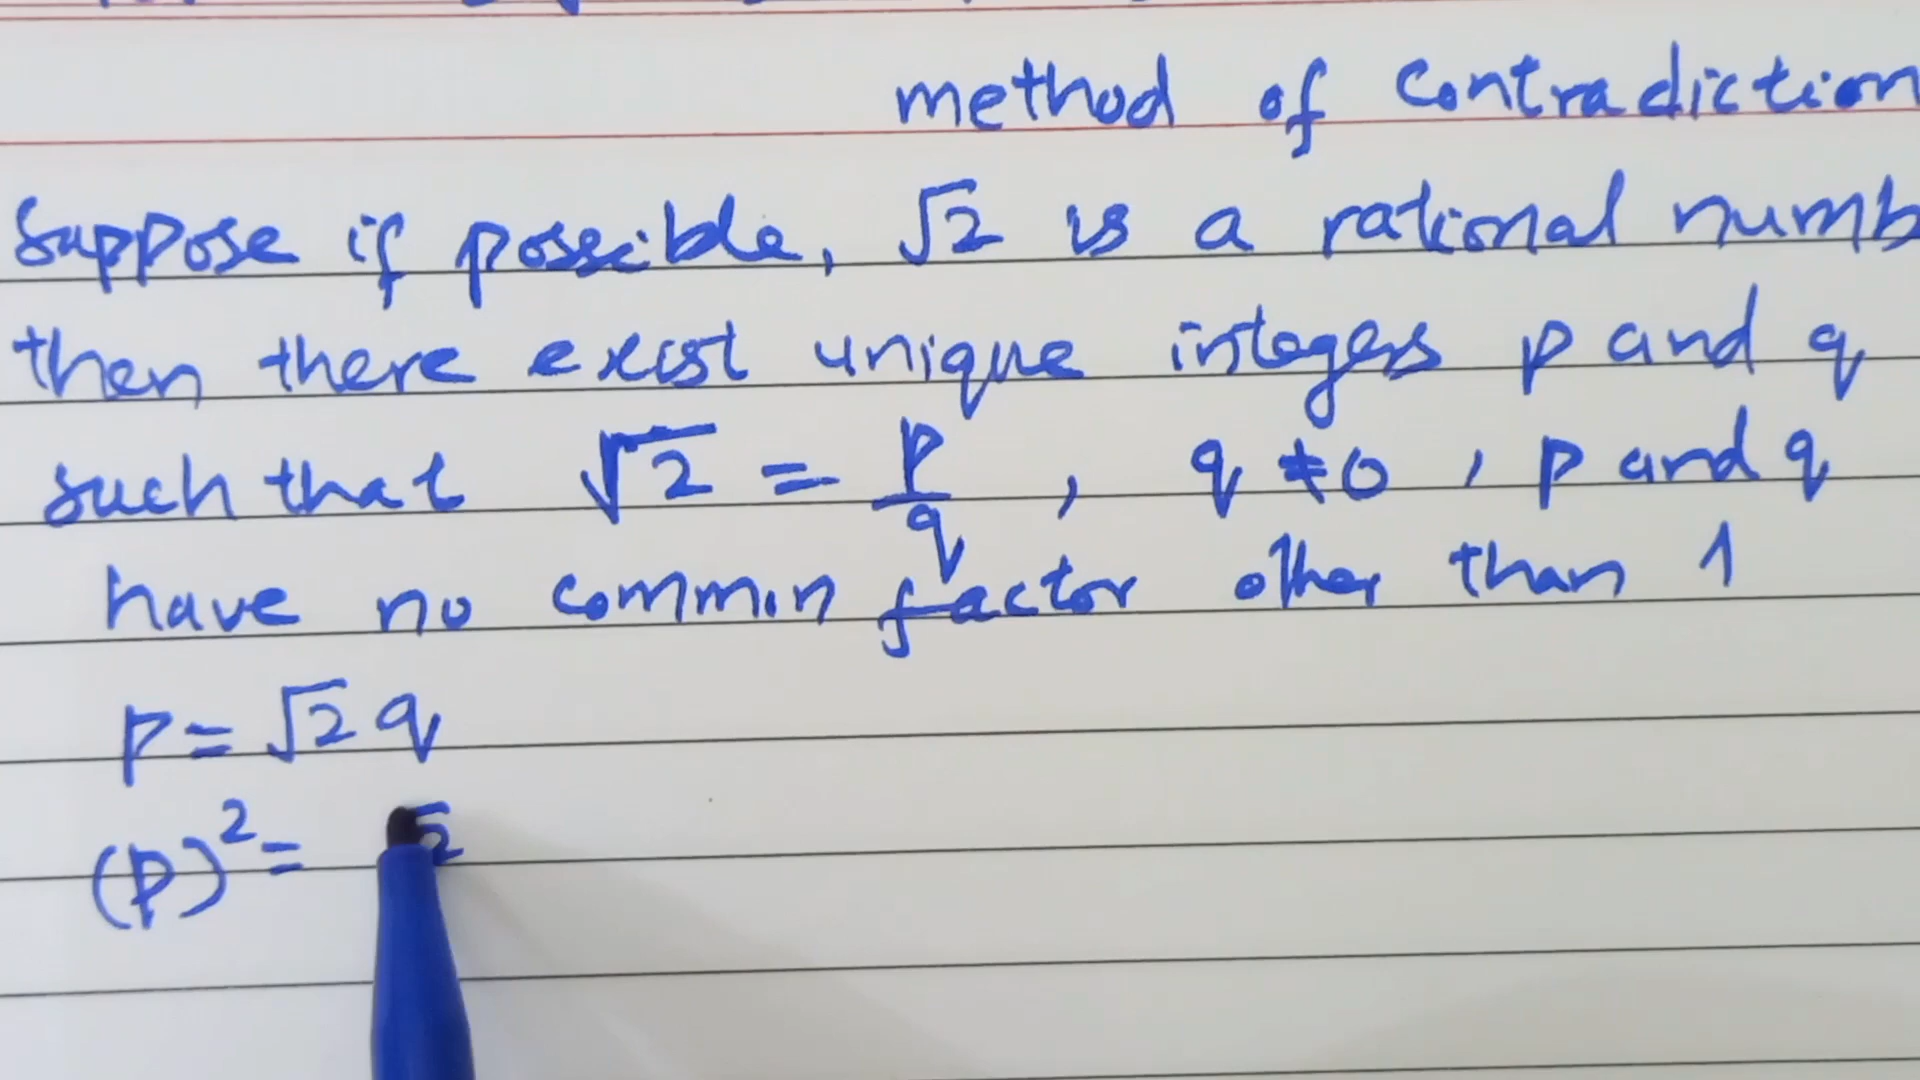 method of contradiction
Suppose if possible, √2 is a rational numb
then there exist unique integers p and q
such that √2 = p/q , q ≠ 0 , p and q
have no common factor other than 1
p = √2 q
(p)² = √2